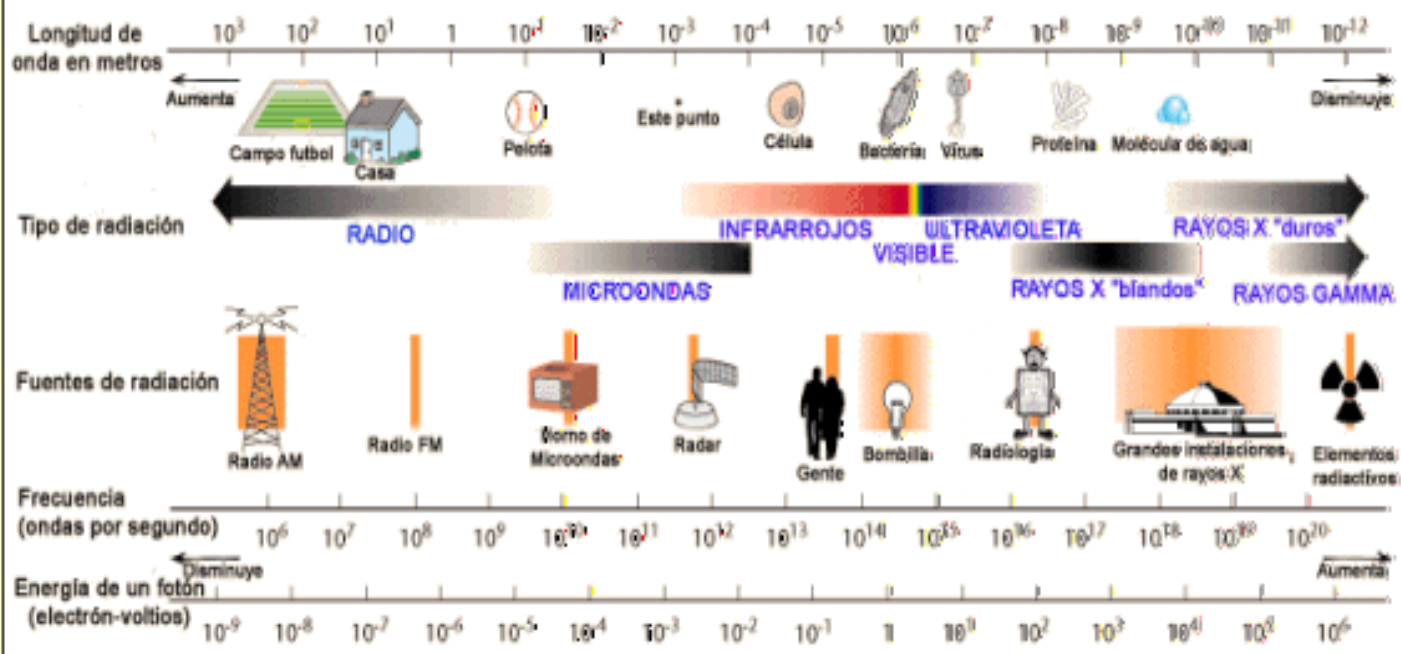 Longitud de
onda en metros
10³ 10² 10¹ 1 10⁻¹ 10⁻² 10⁻³ 10⁻⁴ 10⁻⁵ 10⁻⁶ 10⁻⁷ 10⁻⁸ 10⁻⁹ 10⁻¹⁰ 10⁻¹¹ 10⁻¹²
Aumenta
Disminuye
Campo futbol
Casa
Pelota
Este punto
Célula
Bacteria
Virus
Proteína
Molécula de agua
Tipo de radiación
RADIO
INFRARROJOS
ULTRAVIOLETA
RAYOS X "duros"
VISIBLE
MICROONDAS
RAYOS X "blandos"
RAYOS GAMMA
Fuentes de radiación
Radio AM
Radio FM
Horno de
Microondas
Radar
Gente
Bombilla
Radiología
Grandes instalaciones
de rayos X
Elementos
radiactivos
Frecuencia
(ondas por segundo)
10⁶ 10⁷ 10⁸ 10⁹ 10¹⁰ 10¹¹ 10¹² 10¹³ 10¹⁴ 10¹⁵ 10¹⁶ 10¹⁷ 10¹⁸ 10¹⁹ 10²⁰
Disminuye
Aumenta
Energía de un fotón
(electrón-voltios)
10⁻⁹ 10⁻⁸ 10⁻⁷ 10⁻⁶ 10⁻⁵ 10⁻⁴ 10⁻³ 10⁻² 10⁻¹ 1 10¹ 10² 10³ 10⁴ 10⁵ 10⁶